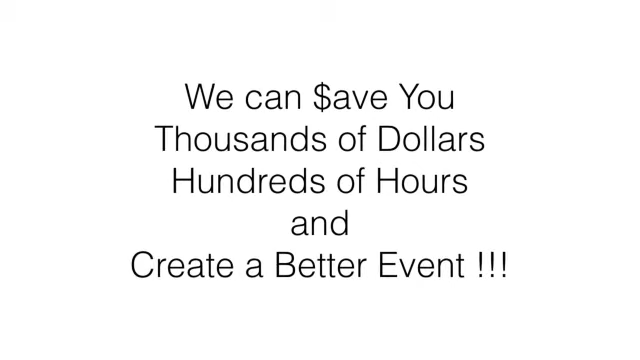 We can $ave You
Thousands of Dollars
Hundreds of Hours
and
Create a Better Event !!!